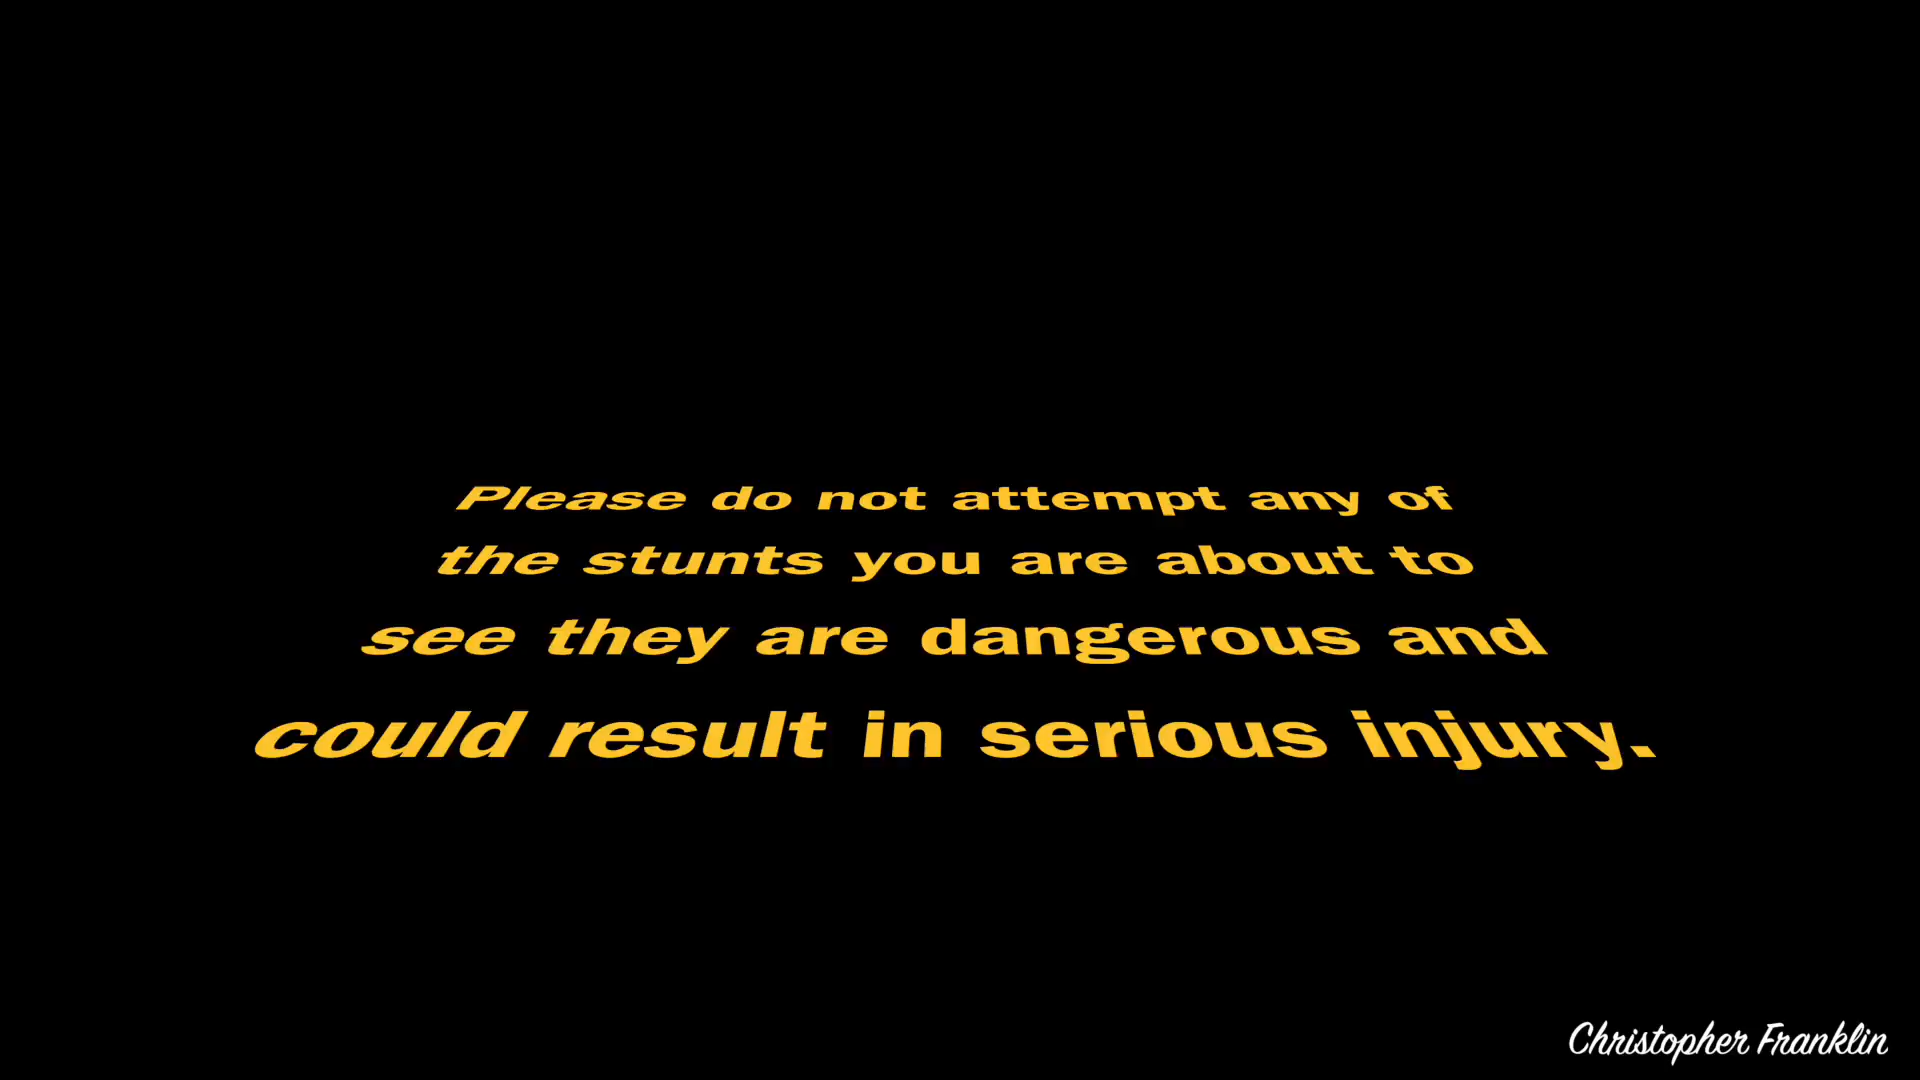 Please do not attempt any of
the stunts you are about to
see they are dangerous and
could result in serious injury.
Christopher Franklin